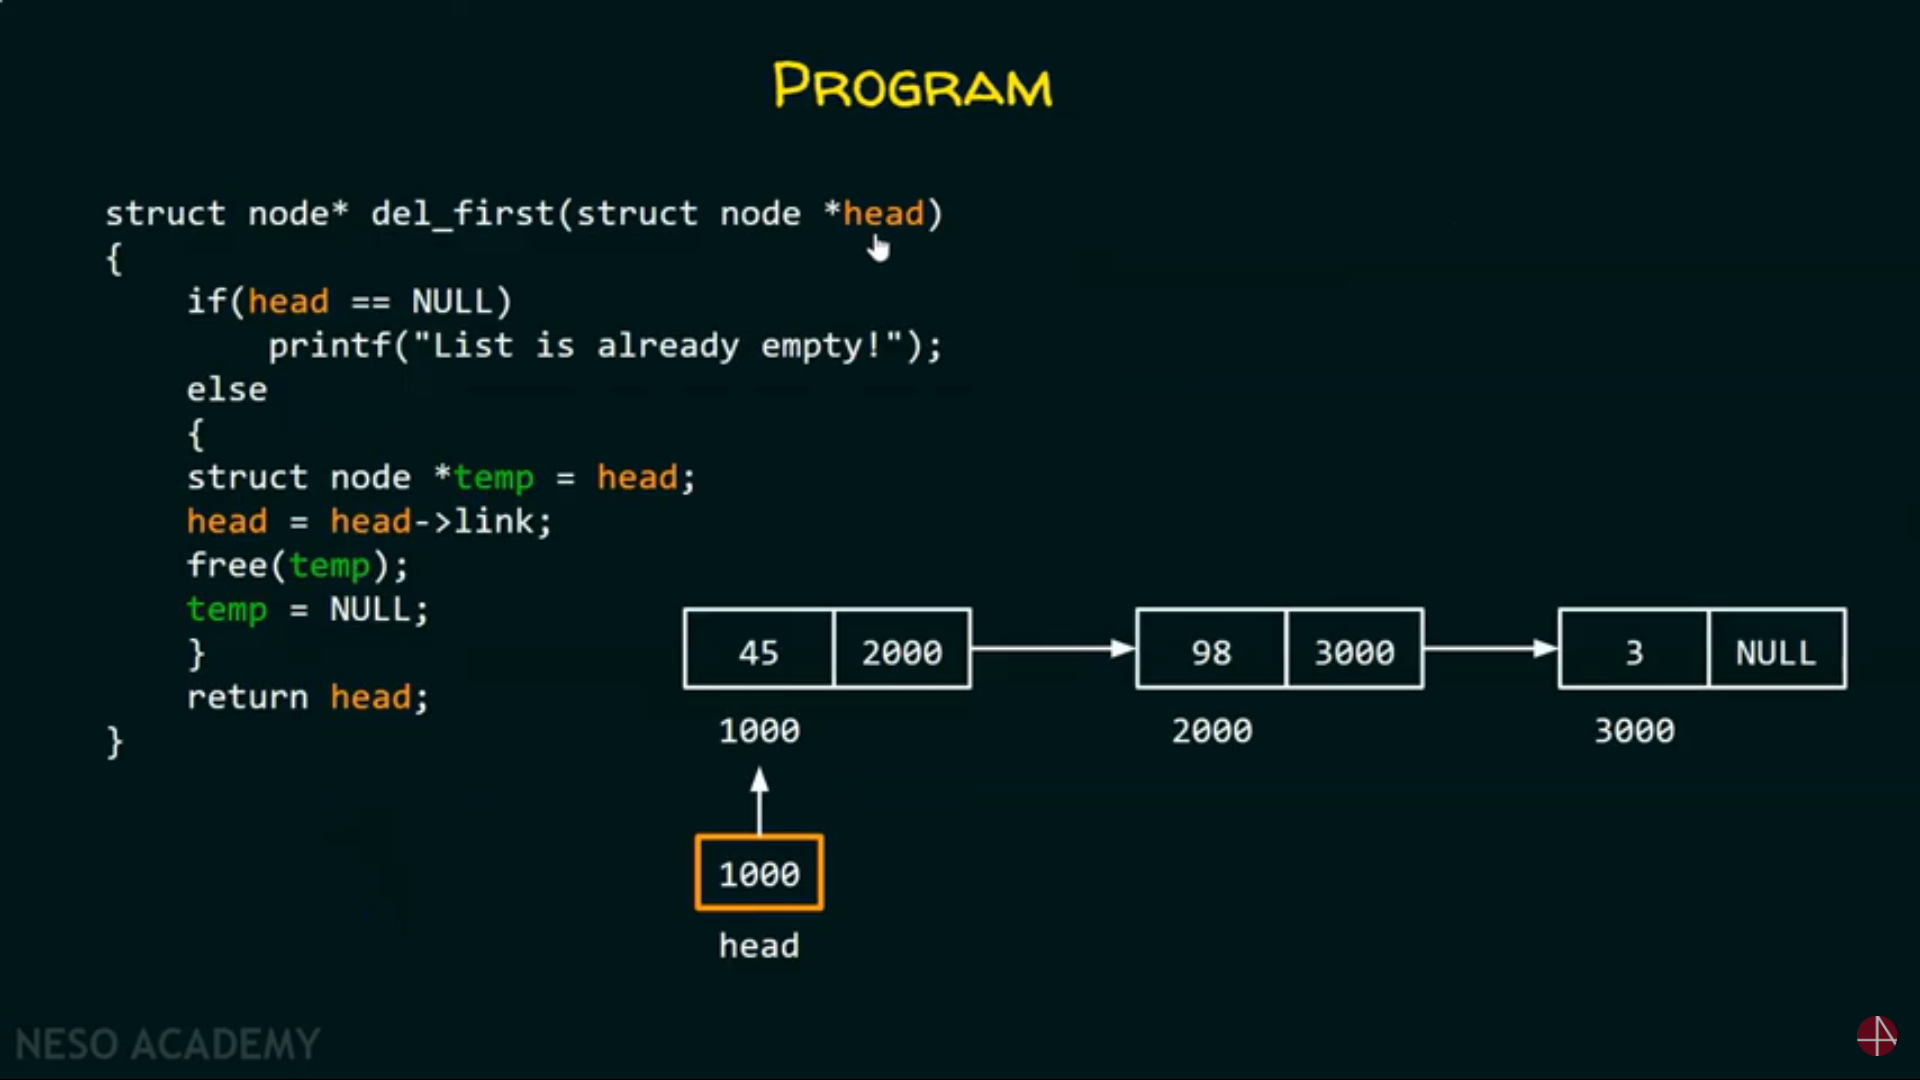 PROGRAM
struct node* del_first(struct node *head)
{
if(head == NULL)
printf("List is already empty!");
else
{
struct node *temp = head;
head = head->link;
free(temp);
temp = NULL;
}
return head;
}
45 2000 98 3000 3 NULL
1000 2000 3000
1000
head
NESO ACADEMY